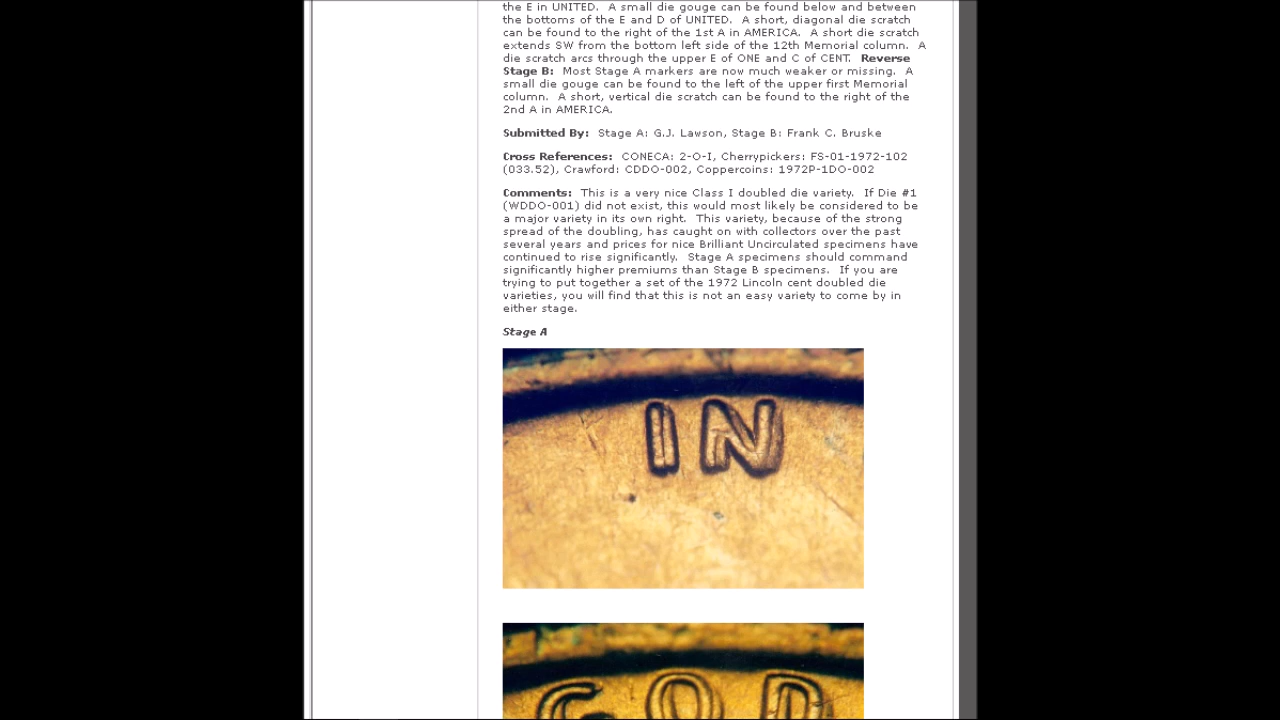 the E in UNITED. A small die gouge can be found below and between
the bottoms of the E and D of UNITED. A short, diagonal die scratch
can be found to the right of the 1st A in AMERICA. A short die scratch
extends SW from the bottom left side of the 12th Memorial column. A
die scratch arcs through the upper E of ONE and C of CENT. Reverse
Stage B: Most Stage A markers are now much weaker or missing. A
small die gouge can be found to the left of the upper first Memorial
column. A short, vertical die scratch can be found to the right of the
2nd A in AMERICA.
Submitted By: Stage A: G.J. Lawson, Stage B: Frank C. Bruske
Cross References: CONECA: 2-O-I, Cherrypickers: FS-01-1972-102
(033.52), Crawford: CDDO-002, Coppercoins: 1972P-1DO-002
Comments: This is a very nice Class I doubled die variety. If Die #1
(WDDO-001) did not exist, this would most likely be considered to be
a major variety in its own right. This variety, because of the strong
spread of the doubling, has caught on with collectors over the past
several years and prices for nice Brilliant Uncirculated specimens have
continued to rise significantly. Stage A specimens should command
significantly higher premiums than Stage B specimens. If you are
trying to put together a set of the 1972 Lincoln cent doubled die
varieties, you will find that this is not an easy variety to come by in
either stage.
Stage A
IN
GOD